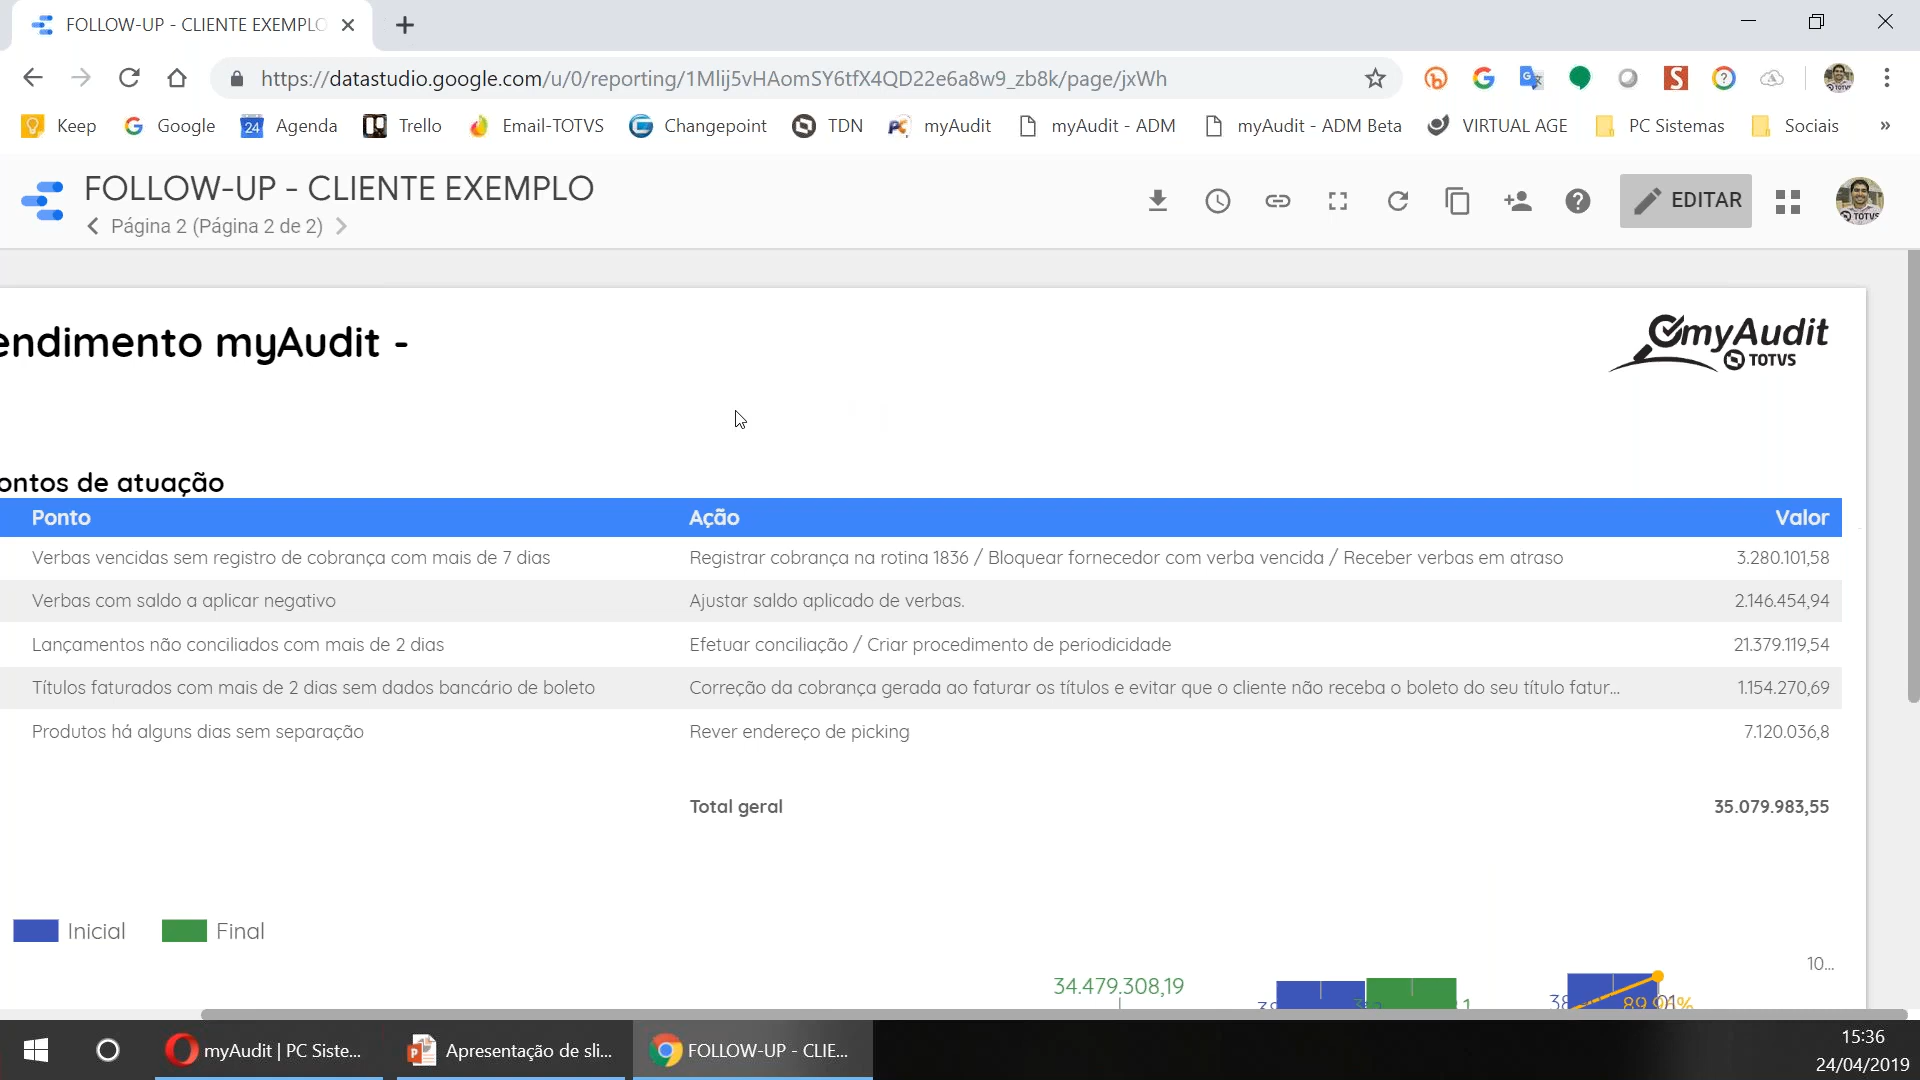 FOLLOW-UP - CLIENTE EXEMPLO
https://datastudio.google.com/u/0/reporting/1Mlij5vHAomSY6tfX4QD22e6a8w9_zb8k/page/jxWh
Keep Google 24 Agenda Trello Email-TOTVS Changepoint TDN myAudit myAudit - ADM myAudit - ADM Beta VIRTUAL AGE PC Sistemas Sociais »
FOLLOW-UP - CLIENTE EXEMPLO
Página 2 (Página 2 de 2)
EDITAR
endimento myAudit -
myAudit
TOTVS
ontos de atuação
Ponto Ação Valor
Verbas vencidas sem registro de cobrança com mais de 7 dias Registrar cobrança na rotina 1836 / Bloquear fornecedor com verba vencida / Receber verbas em atraso 3.280.101,58
Verbas com saldo a aplicar negativo Ajustar saldo aplicado de verbas. 2.146.454,94
Lançamentos não conciliados com mais de 2 dias Efetuar conciliação / Criar procedimento de periodicidade 21.379.119,54
Títulos faturados com mais de 2 dias sem dados bancário de boleto Correção da cobrança gerada ao faturar os títulos e evitar que o cliente não receba o boleto do seu título fatur... 1.154.270,69
Produtos há alguns dias sem separação Rever endereço de picking 7.120.036,8
Total geral 35.079.983,55
Inicial Final
10...
34.479.308,19
89,96%
myAudit | PC Siste... Apresentação de sli... FOLLOW-UP - CLIE...
15:36
24/04/2019